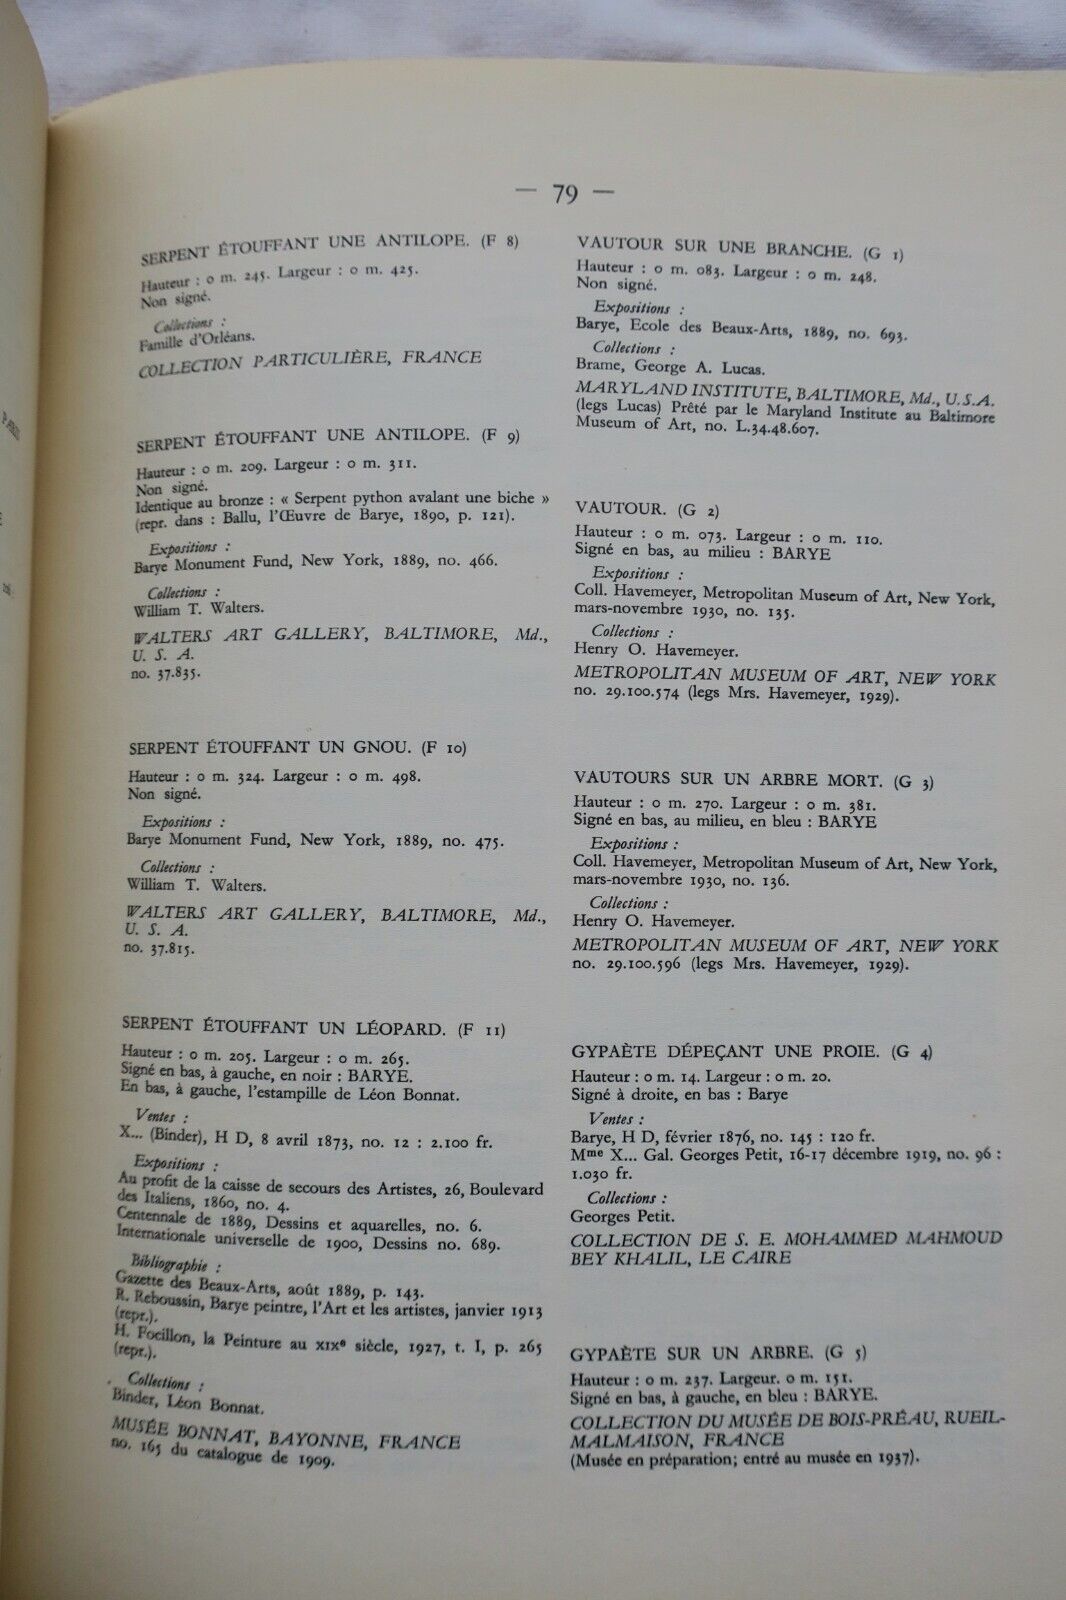 — 79 —
SERPENT ÉTOUFFANT UNE ANTILOPE. (F 8)
Hauteur : 0 m. 245. Largeur : 0 m. 425.
Non signé.
Collections :
Famille d'Orléans.
COLLECTION PARTICULIÈRE, FRANCE
SERPENT ÉTOUFFANT UNE ANTILOPE. (F 9)
Hauteur : 0 m. 209. Largeur : 0 m. 311.
Non signé.
Identique au bronze : « Serpent python avalant une biche »
(repr. dans : Ballu, l'Œuvre de Barye, 1890, p. 121).
Expositions :
Barye Monument Fund, New York, 1889, no. 466.
Collections :
William T. Walters.
WALTERS ART GALLERY, BALTIMORE, Md.,
U. S. A.
no. 37.835.
SERPENT ÉTOUFFANT UN GNOU. (F 10)
Hauteur : 0 m. 324. Largeur : 0 m. 498.
Non signé.
Expositions :
Barye Monument Fund, New York, 1889, no. 475.
Collections :
William T. Walters.
WALTERS ART GALLERY, BALTIMORE, Md.,
U. S. A.
no. 37.815.
SERPENT ÉTOUFFANT UN LÉOPARD. (F 11)
Hauteur : 0 m. 205. Largeur : 0 m. 265.
Signé en bas, à gauche, en noir : BARYE.
En bas, à gauche, l'estampille de Léon Bonnat.
Ventes :
X... (Binder), H D, 8 avril 1873, no. 12 : 2.100 fr.
Expositions :
Au profit de la caisse de secours des Artistes, 26, Boulevard
des Italiens, 1860, no. 4.
Centennale de 1889, Dessins et aquarelles, no. 6.
Internationale universelle de 1900, Dessins no. 689.
Bibliographie :
Gazette des Beaux-Arts, août 1889, p. 143.
R. Reboussin, Barye peintre, l'Art et les artistes, janvier 1913
(repr.).
H. Focillon, la Peinture au XIXe siècle, 1927, t. I, p. 265
(repr.).
Collections :
Binder, Léon Bonnat.
MUSÉE BONNAT, BAYONNE, FRANCE
no. 165 du catalogue de 1909.
VAUTOUR SUR UNE BRANCHE. (G 1)
Hauteur : 0 m. 083. Largeur : 0 m. 248.
Non signé.
Expositions :
Barye, Ecole des Beaux-Arts, 1889, no. 693.
Collections :
Brame, George A. Lucas.
MARYLAND INSTITUTE, BALTIMORE, Md., U.S.A.
(legs Lucas) Prêté par le Maryland Institute au Baltimore
Museum of Art, no. L.34.48.607.
VAUTOUR. (G 2)
Hauteur : 0 m. 073. Largeur : 0 m. 110.
Signé en bas, au milieu : BARYE
Expositions :
Coll. Havemeyer, Metropolitan Museum of Art, New York,
mars-novembre 1930, no. 135.
Collections :
Henry O. Havemeyer.
METROPOLITAN MUSEUM OF ART, NEW YORK
no. 29.100.574 (legs Mrs. Havemeyer, 1929).
VAUTOURS SUR UN ARBRE MORT. (G 3)
Hauteur : 0 m. 270. Largeur : 0 m. 381.
Signé en bas, au milieu, en bleu : BARYE
Expositions :
Coll. Havemeyer, Metropolitan Museum of Art, New York,
mars-novembre 1930, no. 136.
Collections :
Henry O. Havemeyer.
METROPOLITAN MUSEUM OF ART, NEW YORK
no. 29.100.596 (legs Mrs. Havemeyer, 1929).
GYPAÈTE DÉPEÇANT UNE PROIE. (G 4)
Hauteur : 0 m. 14. Largeur : 0 m. 20.
Signé à droite, en bas : Barye
Ventes :
Barye, H D, février 1876, no. 145 : 120 fr.
Mme X... Gal. Georges Petit, 16-17 décembre 1919, no. 96 :
1.030 fr.
Collections :
Georges Petit.
COLLECTION DE S. E. MOHAMMED MAHMOUD
BEY KHALIL, LE CAIRE
GYPAÈTE SUR UN ARBRE. (G 5)
Hauteur : 0 m. 237. Largeur. 0 m. 151.
Signé en bas, à gauche, en bleu : BARYE.
COLLECTION DU MUSÉE DE BOIS-PRÉAU, RUEIL-
MALMAISON, FRANCE
(Musée en préparation; entré au musée en 1937).